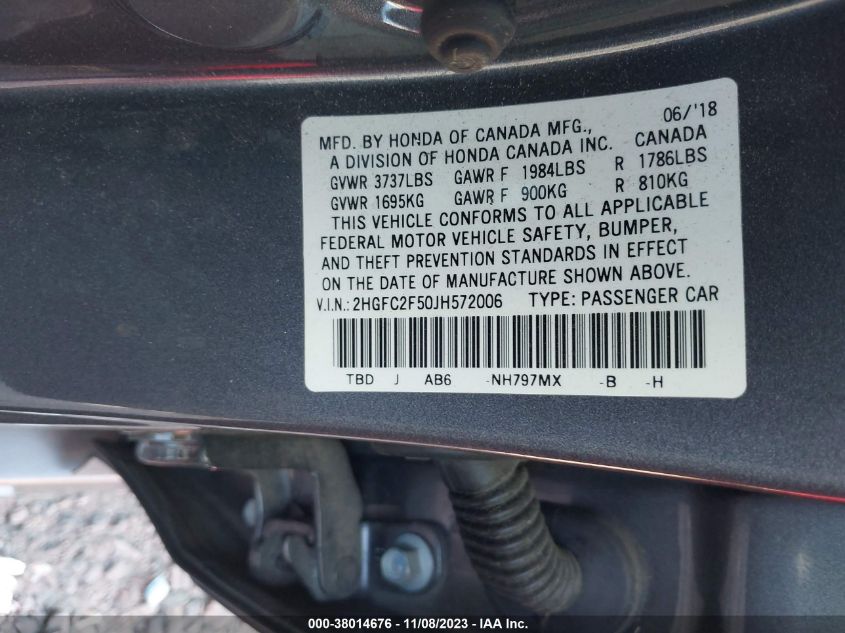 06/'18
MFD. BY HONDA OF CANADA MFG., CANADA
A DIVISION OF HONDA CANADA INC.
GVWR 3737LBS GAWR F 1984LBS R 1786LBS
GVWR 1695KG GAWR F 900KG R 810KG
THIS VEHICLE CONFORMS TO ALL APPLICABLE
FEDERAL MOTOR VEHICLE SAFETY, BUMPER,
AND THEFT PREVENTION STANDARDS IN EFFECT
ON THE DATE OF MANUFACTURE SHOWN ABOVE.
V.I.N.: 2HGFC2F50JH572006 TYPE: PASSENGER CAR
TBD J AB6 -NH797MX -B -H
000-38014676 - 11/08/2023 - IAA Inc.